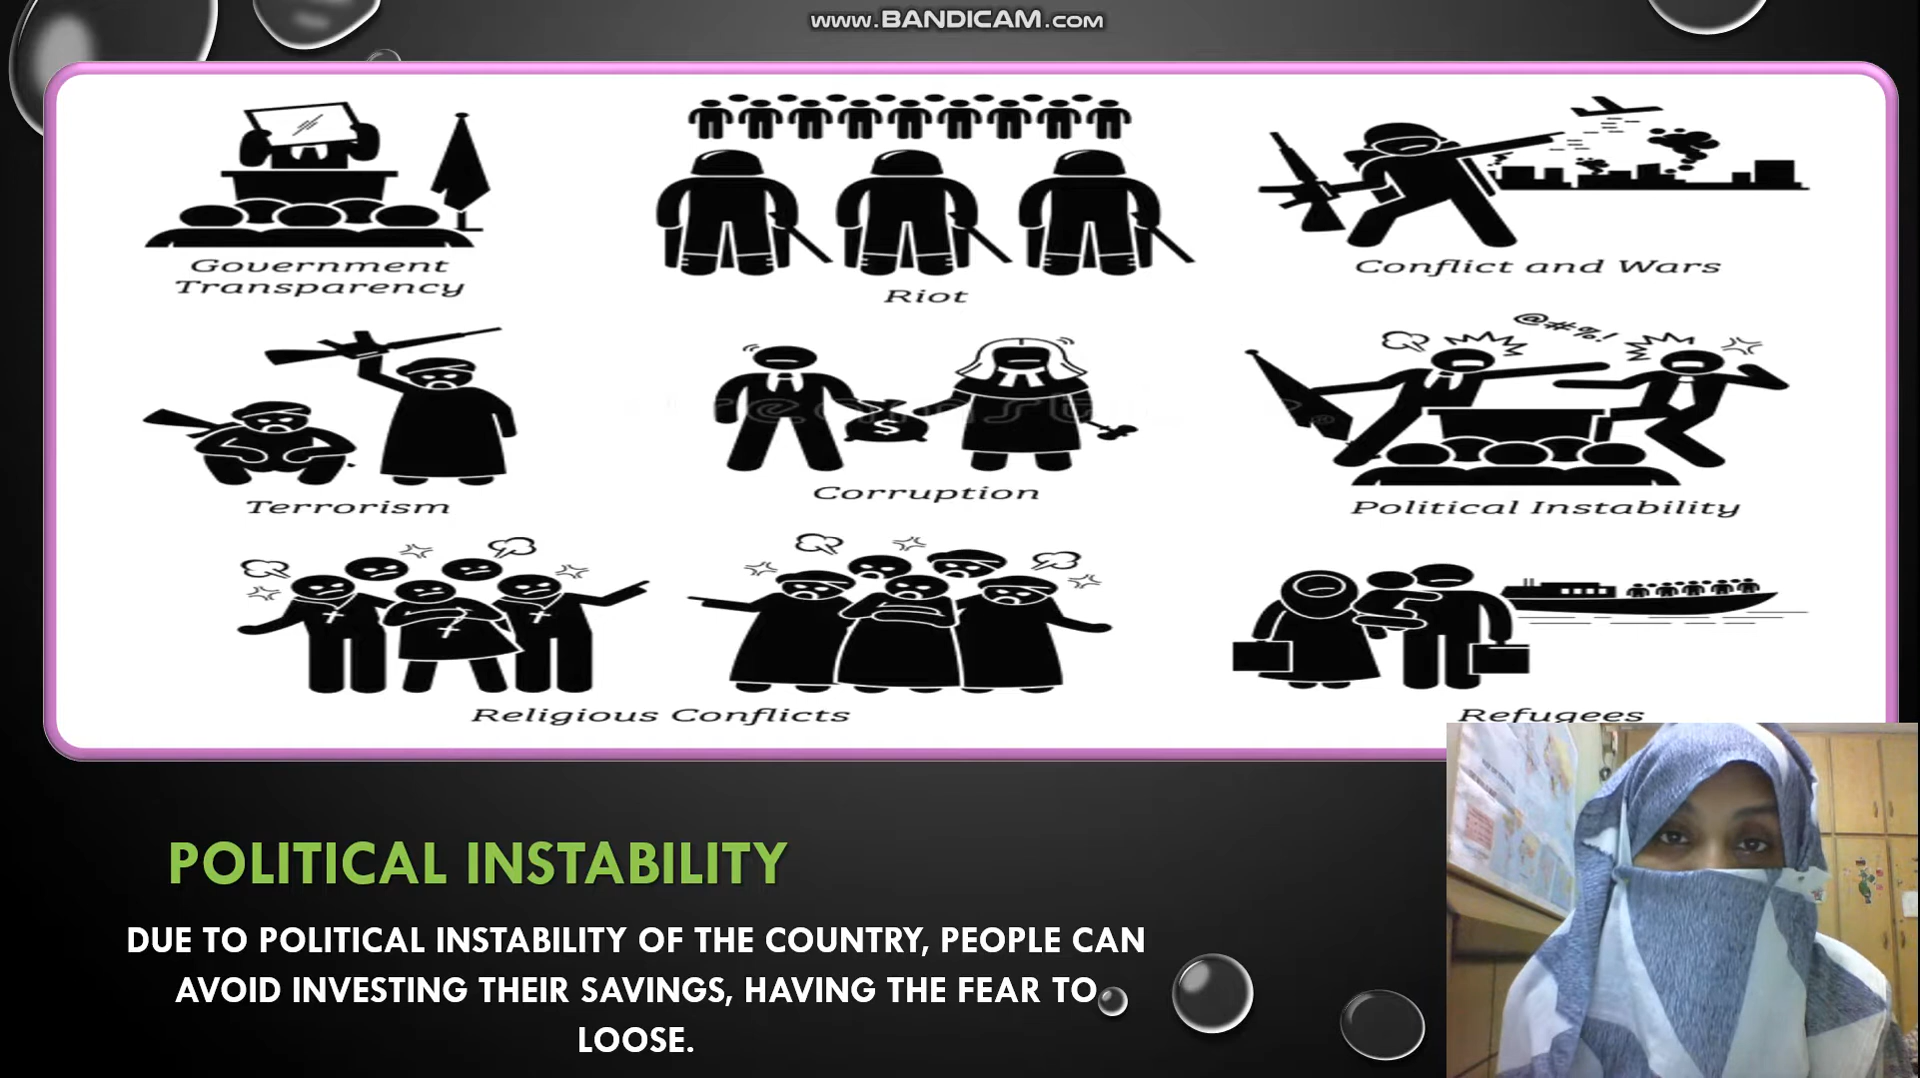 www.BANDICAM.com
Government
Transparency
Riot
Conflict and Wars
$
@#%!
Terrorism
Corruption
Political Instability
Religious Conflicts
Refugees
POLITICAL INSTABILITY
DUE TO POLITICAL INSTABILITY OF THE COUNTRY, PEOPLE CAN
AVOID INVESTING THEIR SAVINGS, HAVING THE FEAR TO
LOOSE.